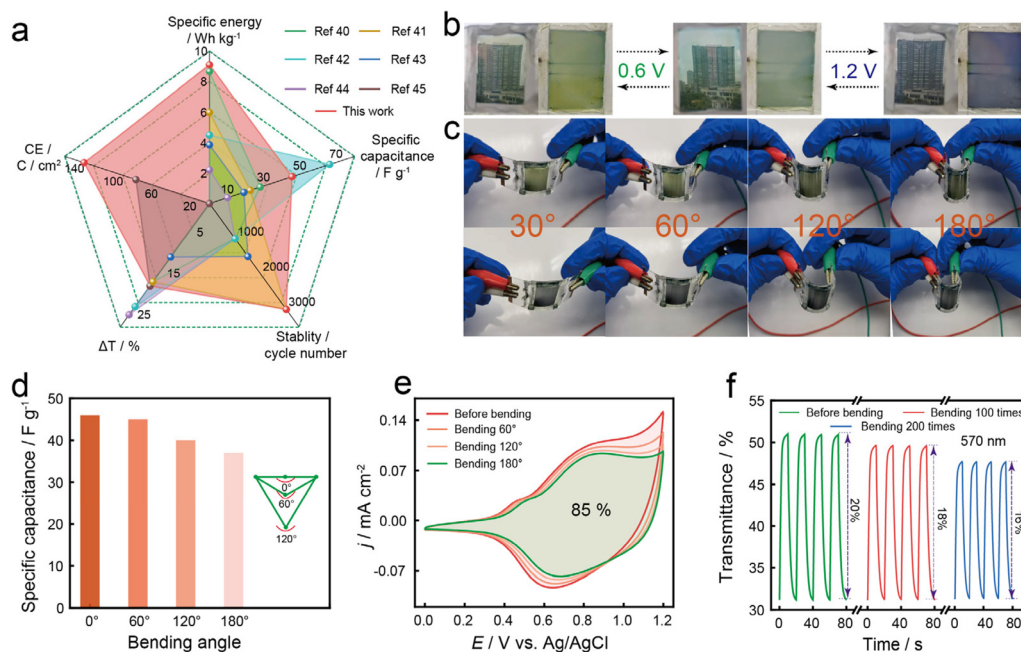 a
Specific energy
/ Wh kg⁻¹
Ref 40
Ref 41
Ref 42
Ref 43
Ref 44
Ref 45
This work
10
8
6
4
2
CE /
C / cm²
140
100
60
20
Specific
capacitance
/ F g⁻¹
70
50
30
10
5
15
25
ΔT / %
1000
2000
3000
Stablity /
cycle number
b
0.6 V
1.2 V
c
30°
60°
120°
180°
d
Specific capacitance / F g⁻¹
50
40
30
20
10
0
0°
60°
120°
0°
60°
120°
180°
Bending angle
e
j / mA cm⁻²
0.14
0.07
0.00
-0.07
Before bending
Bending 60°
Bending 120°
Bending 180°
85 %
0.0
0.2
0.4
0.6
0.8
1.0
1.2
E / V vs. Ag/AgCl
f
Transmittance / %
55
50
45
40
35
30
Before bending
Bending 100 times
Bending 200 times
570 nm
20%
18%
16%
0 40 80
0 40 80
0 40 80
Time / s